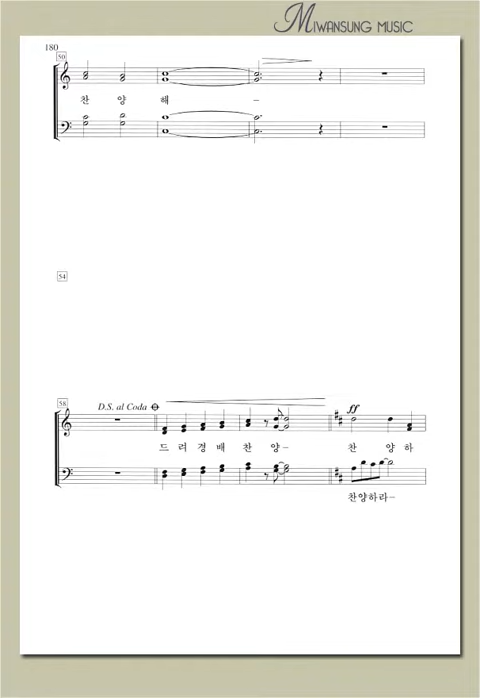 MIWANSUNG MUSIC
180
50
찬 양 해 –
54
58
D.S. al Coda
ff
드 려 경 배 찬 양– 찬 양 하
찬양하라–